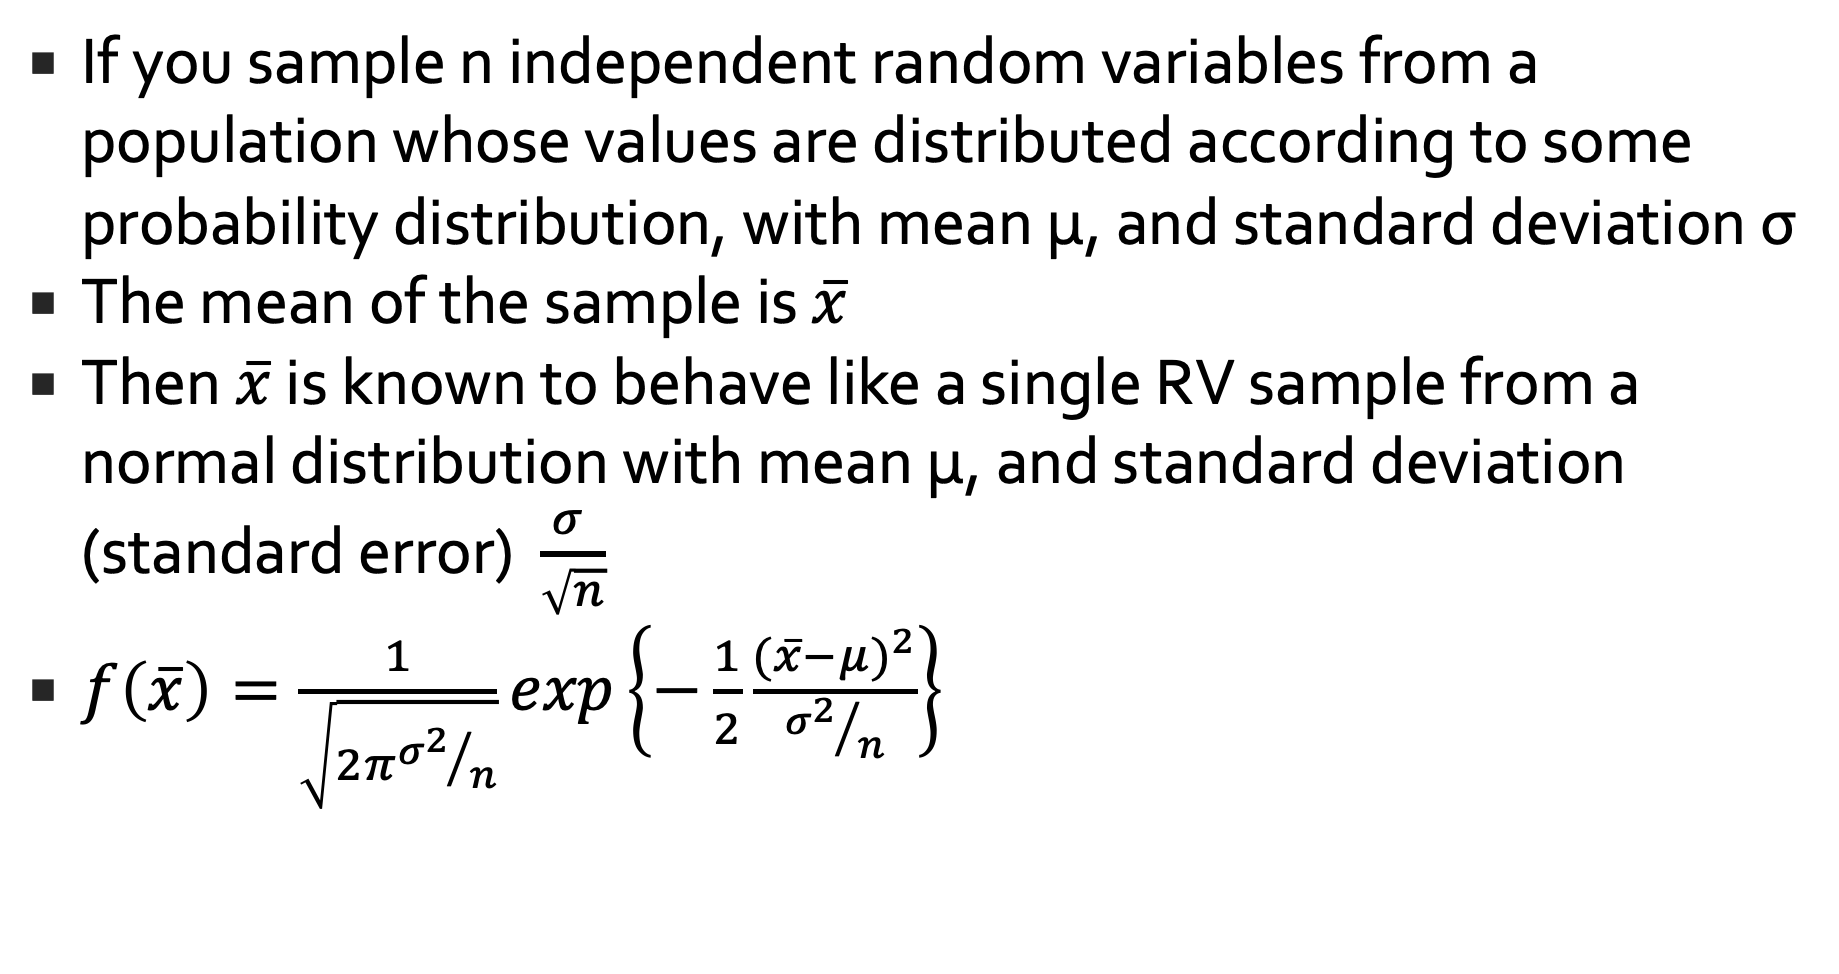 ▪ If you sample n independent random variables from a
population whose values are distributed according to some
probability distribution, with mean μ, and standard deviation σ
▪ The mean of the sample is x̄
▪ Then x̄ is known to behave like a single RV sample from a
normal distribution with mean μ, and standard deviation
(standard error) σ/√n
▪ f(x̄) = 1/√(2πσ²/n) exp{−1/2 (x̄−μ)²/(σ²/n)}